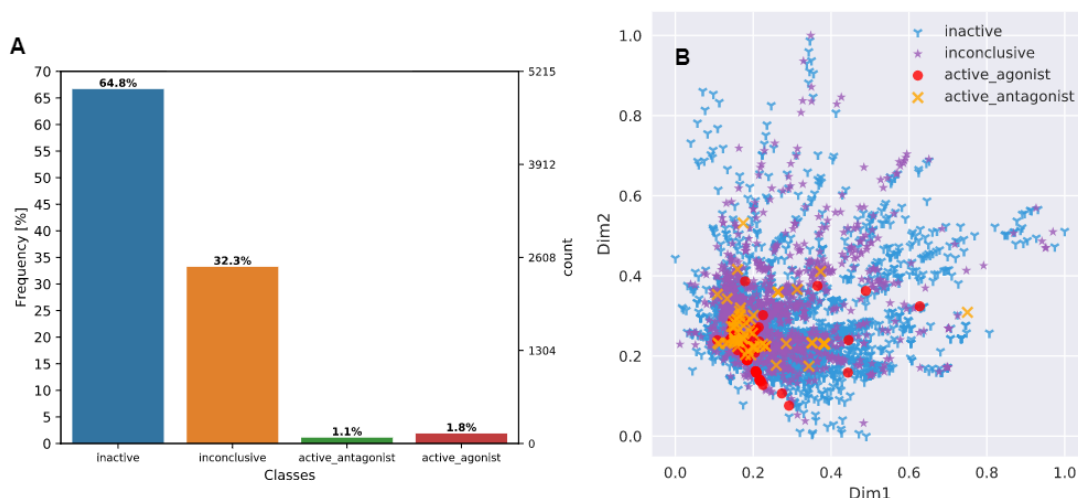 A
Frequency [%]
70
65
60
55
50
45
40
35
30
25
20
15
10
5
0
64.8%
32.3%
1.1%
1.8%
inactive
inconclusive
active_antagonist
active_agonist
Classes
5215
3912
2608
1304
0
count
B
inactive
inconclusive
active_agonist
active_antagonist
Dim2
1.0
0.8
0.6
0.4
0.2
0.0
0.0
0.2
0.4
0.6
0.8
1.0
Dim1